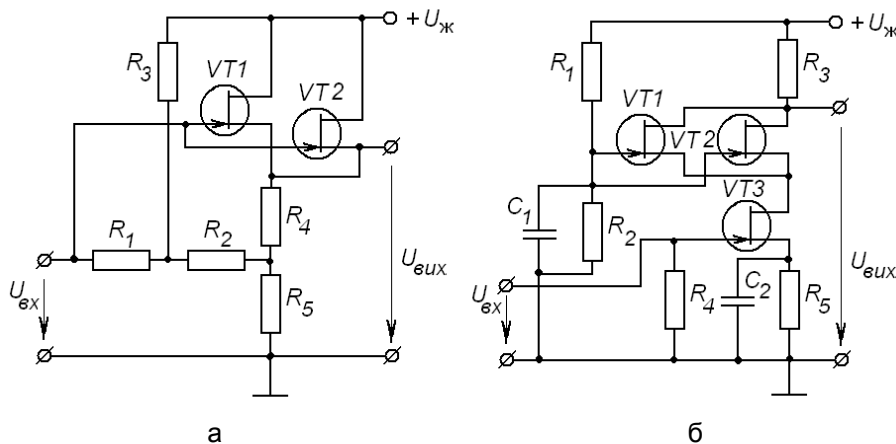 + Uж
R3
VT1
VT2
R4
R1
R2
Uвх
R5
Uвих
а
+ Uж
R1
R3
VT1
VT2
VT3
C1
R2
Uвх
R4
C2
R5
Uвих
б